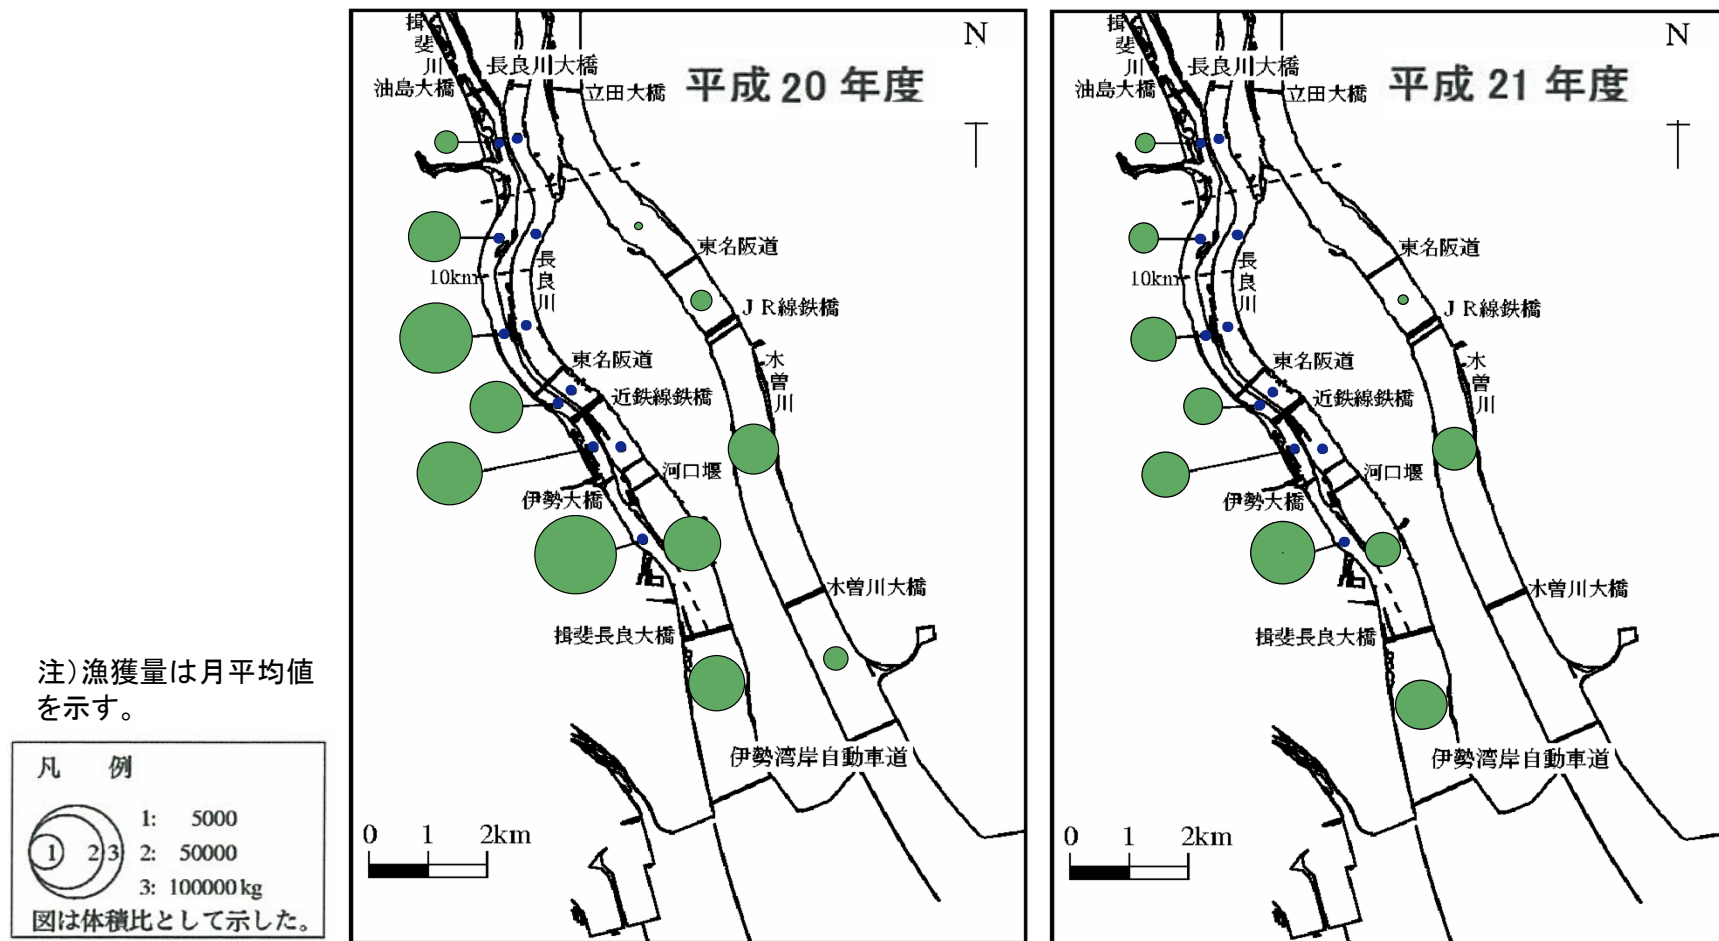 注)漁獲量は月平均値
を示す。
凡 例
1 2 3
1: 5000
2: 50000
3: 100000kg
図は体積比として示した。
平成20年度
N
揖斐川
長良川大橋
油島大橋
立田大橋
東名阪道
10km
長良川
JR線鉄橋
東名阪道
木曽川
近鉄線鉄橋
河口堰
伊勢大橋
木曽川大橋
揖斐長良大橋
伊勢湾岸自動車道
0 1 2km
平成21年度
N
揖斐川
長良川大橋
油島大橋
立田大橋
東名阪道
10km
長良川
JR線鉄橋
東名阪道
木曽川
近鉄線鉄橋
河口堰
伊勢大橋
木曽川大橋
揖斐長良大橋
伊勢湾岸自動車道
0 1 2km